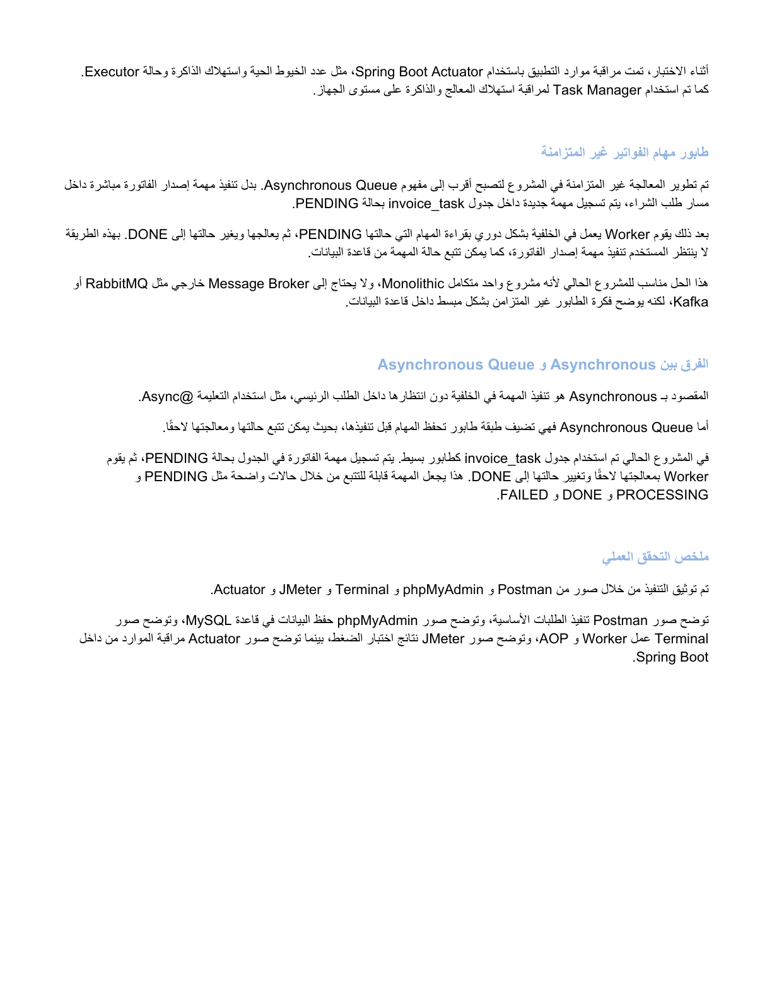 أثناء الاختبار، تمت مراقبة موارد التطبيق باستخدام Spring Boot Actuator، مثل عدد الخيوط الحية واستهلاك الذاكرة وحالة Executor.
كما تم استخدام Task Manager لمراقبة استهلاك المعالج والذاكرة على مستوى الجهاز.
طابور مهام الفواتير غير المتزامنة
تم تطوير المعالجة غير المتزامنة في المشروع لتصبح أقرب إلى مفهوم Asynchronous Queue. بدل تنفيذ مهمة إصدار الفاتورة مباشرة داخل
مسار طلب الشراء، يتم تسجيل مهمة جديدة داخل جدول invoice_task بحالة PENDING.
بعد ذلك يقوم Worker يعمل في الخلفية بشكل دوري بقراءة المهام التي حالتها PENDING، ثم يعالجها ويغير حالتها إلى DONE. بهذه الطريقة
لا ينتظر المستخدم تنفيذ مهمة إصدار الفاتورة، كما يمكن تتبع حالة المهمة من قاعدة البيانات.
هذا الحل مناسب للمشروع الحالي لأنه مشروع واحد متكامل Monolithic، ولا يحتاج إلى Message Broker خارجي مثل RabbitMQ أو
Kafka، لكنه يوضح فكرة الطابور غير المتزامن بشكل مبسط داخل قاعدة البيانات.
الفرق بين Asynchronous و Asynchronous Queue
المقصود بـ Asynchronous هو تنفيذ المهمة في الخلفية دون انتظارها داخل الطلب الرئيسي، مثل استخدام التعليمة @Async.
أما Asynchronous Queue فهي تضيف طبقة طابور تحفظ المهام قبل تنفيذها، بحيث يمكن تتبع حالتها ومعالجتها لاحقًا.
في المشروع الحالي تم استخدام جدول invoice_task كطابور بسيط. يتم تسجيل مهمة الفاتورة في الجدول بحالة PENDING، ثم يقوم
Worker بمعالجتها لاحقًا وتغيير حالتها إلى DONE. هذا يجعل المهمة قابلة للتتبع من خلال حالات واضحة مثل PENDING و
PROCESSING و DONE و FAILED.
ملخص التحقق العملي
تم توثيق التنفيذ من خلال صور من Postman و phpMyAdmin و Terminal و JMeter و Actuator.
توضح صور Postman تنفيذ الطلبات الأساسية، وتوضح صور phpMyAdmin حفظ البيانات في قاعدة MySQL، وتوضح صور
Terminal عمل Worker و AOP، وتوضح صور JMeter نتائج اختبار الضغط، بينما توضح صور Actuator مراقبة الموارد من داخل
Spring Boot.